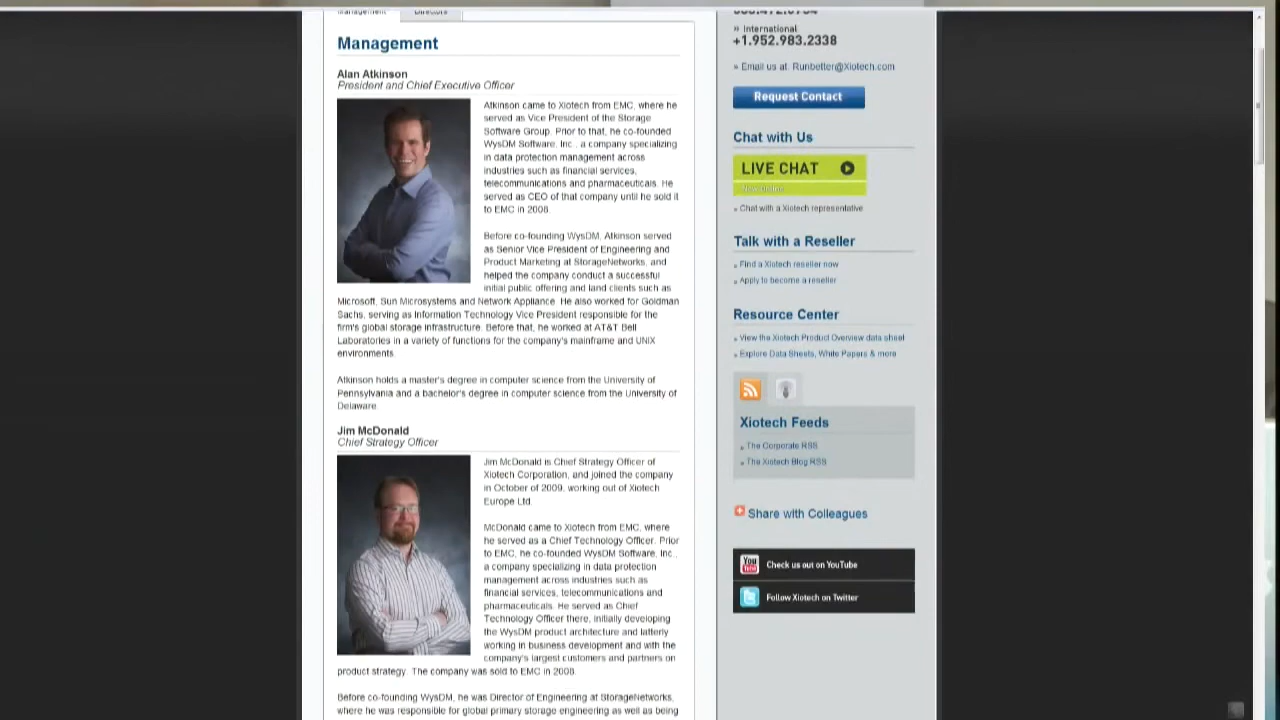 Management
Directors
Management
Alan Atkinson
President and Chief Executive Officer
Atkinson came to Xiotech from EMC, where he
served as Vice President of the Storage
Software Group. Prior to that, he co-founded
WysDM Software, Inc., a company specializing
in data protection management across
industries such as financial services,
telecommunications and pharmaceuticals. He
served as CEO of that company until he sold it
to EMC in 2008.
Before co-founding WysDM, Atkinson served
as Senior Vice President of Engineering and
Product Marketing at StorageNetworks, and
helped the company conduct a successful
initial public offering and land clients such as
Microsoft, Sun Microsystems and Network Appliance. He also worked for Goldman
Sachs, serving as Information Technology Vice President responsible for the
firm's global storage infrastructure. Before that, he worked at AT&T Bell
Laboratories in a variety of functions for the company's mainframe and UNIX
environments.
Atkinson holds a master's degree in computer science from the University of
Pennsylvania and a bachelor's degree in computer science from the University of
Delaware.
Jim McDonald
Chief Strategy Officer
Jim McDonald is Chief Strategy Officer of
Xiotech Corporation, and joined the company
in October of 2009, working out of Xiotech
Europe Ltd.
McDonald came to Xiotech from EMC, where
he served as a Chief Technology Officer. Prior
to EMC, he co-founded WysDM Software, Inc.,
a company specializing in data protection
management across industries such as
financial services, telecommunications and
pharmaceuticals. He served as Chief
Technology Officer there, initially developing
the WysDM product architecture and latterly
working in business development and with the
company's largest customers and partners on
product strategy. The company was sold to EMC in 2008.
Before co-founding WysDM, he was Director of Engineering at StorageNetworks,
where he was responsible for global primary storage engineering as well as being
» International
+1.952.983.2338
» Email us at: Runbetter@Xiotech.com
Request Contact
Chat with Us
LIVE CHAT
» Chat with a Xiotech representative
Talk with a Reseller
» Find a Xiotech reseller now
» Apply to become a reseller
Resource Center
» View the Xiotech Product Overview data sheet
» Explore Data Sheets, White Papers & more
Xiotech Feeds
» The Corporate RSS
» The Xiotech Blog RSS
Share with Colleagues
You Tube
Check us out on YouTube
Follow Xiotech on Twitter